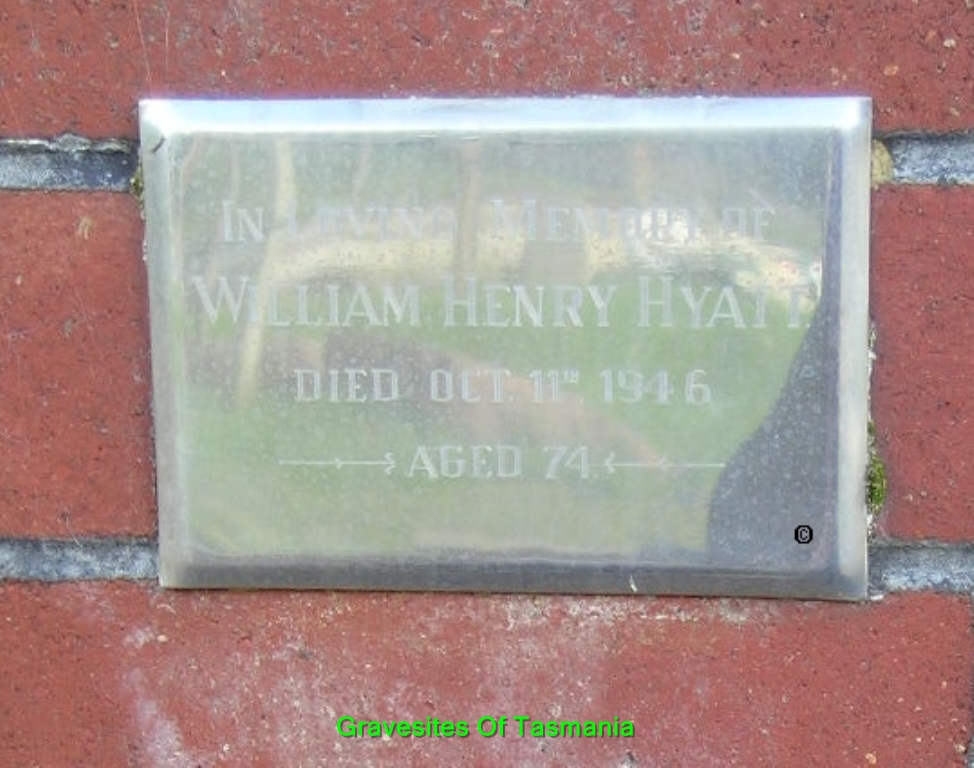 IN LOVING MEMORY OF
WILLIAM HENRY HYATT
DIED OCT. 11TH 1946
AGED 74
©
Gravesites Of Tasmania